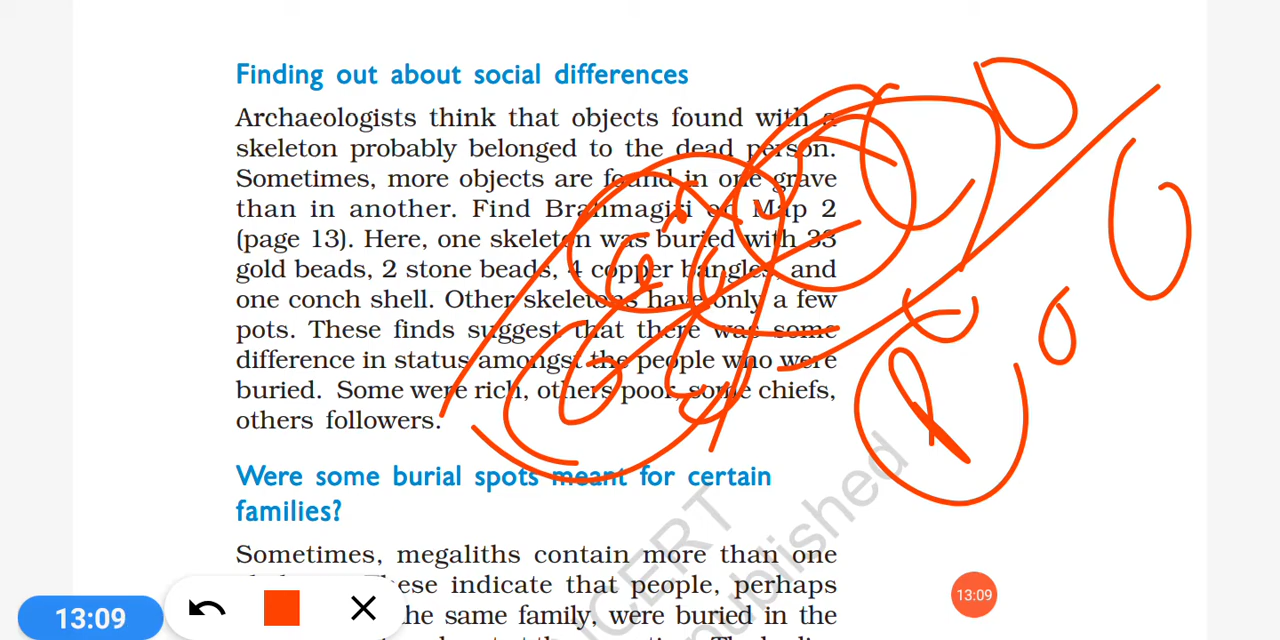 Finding out about social differences
Archaeologists think that objects found with a
skeleton probably belonged to the dead person.
Sometimes, more objects are found in one grave
than in another. Find Brahmagiri on Map 2
(page 13). Here, one skeleton was buried with 33
gold beads, 2 stone beads, 4 copper bangles, and
one conch shell. Other skeletons have only a few
pots. These finds suggest that there was some
difference in status amongst the people who were
buried. Some were rich, others poor, some chiefs,
others followers.
Were some burial spots meant for certain
families?
Sometimes, megaliths contain more than one
These indicate that people, perhaps
the same family, were buried in the
13:09
13:09